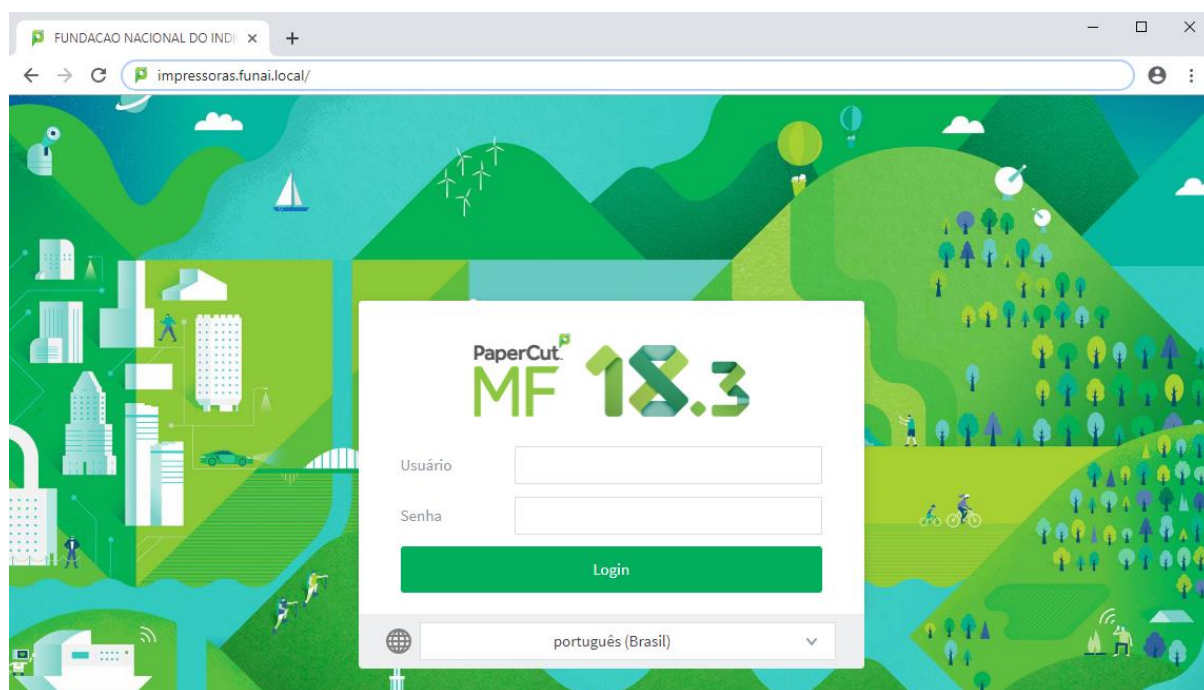 FUNDACAO NACIONAL DO INDI
impressoras.funai.local/
PaperCut
MF 18.3
Usuário
Senha
Login
português (Brasil)